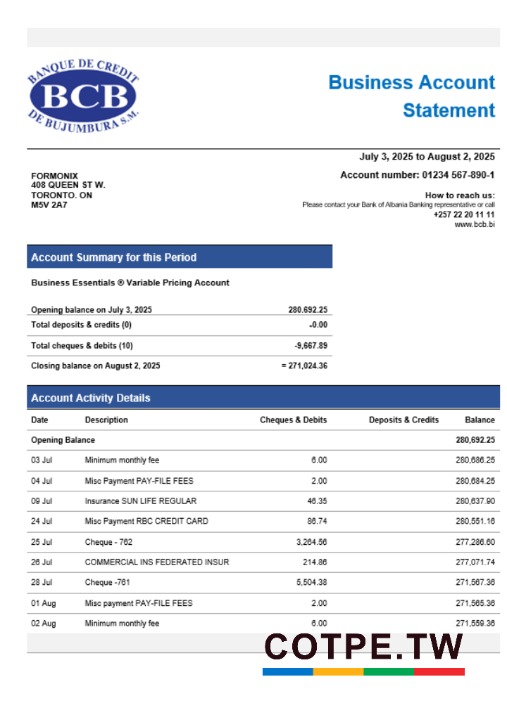 BANQUE DE CREDIT
BCB
DE BUJUMBURA S.M.
Business Account
Statement
July 3, 2025 to August 2, 2025
Account number: 01234 567-890-1
FORMONIX
408 QUEEN ST W.
TORONTO. ON
M5V 2A7
How to reach us:
Please contact your Bank of Albania Banking representative or call
+257 22 20 11 11
www.bcb.bi
Account Summary for this Period
Business Essentials ® Variable Pricing Account
Opening balance on July 3, 2025 280,692.25
Total deposits & credits (0) -0.00
Total cheques & debits (10) -9,667.89
Closing balance on August 2, 2025 = 271,024.36
Account Activity Details
Date Description Cheques & Debits Deposits & Credits Balance
Opening Balance 280,692.25
03 Jul Minimum monthly fee 6.00 280,686.25
04 Jul Misc Payment PAY-FILE FEES 2.00 280,684.25
09 Jul Insurance SUN LIFE REGULAR 46.35 280,637.90
24 Jul Misc Payment RBC CREDIT CARD 86.74 280,551.16
25 Jul Cheque - 762 3,264.56 277,286.60
26 Jul COMMERCIAL INS FEDERATED INSUR 214.86 277,071.74
28 Jul Cheque -761 5,504.38 271,567.36
01 Aug Misc payment PAY-FILE FEES 2.00 271,565.36
02 Aug Minimum monthly fee 6.00 271,559.36
COTPE.TW